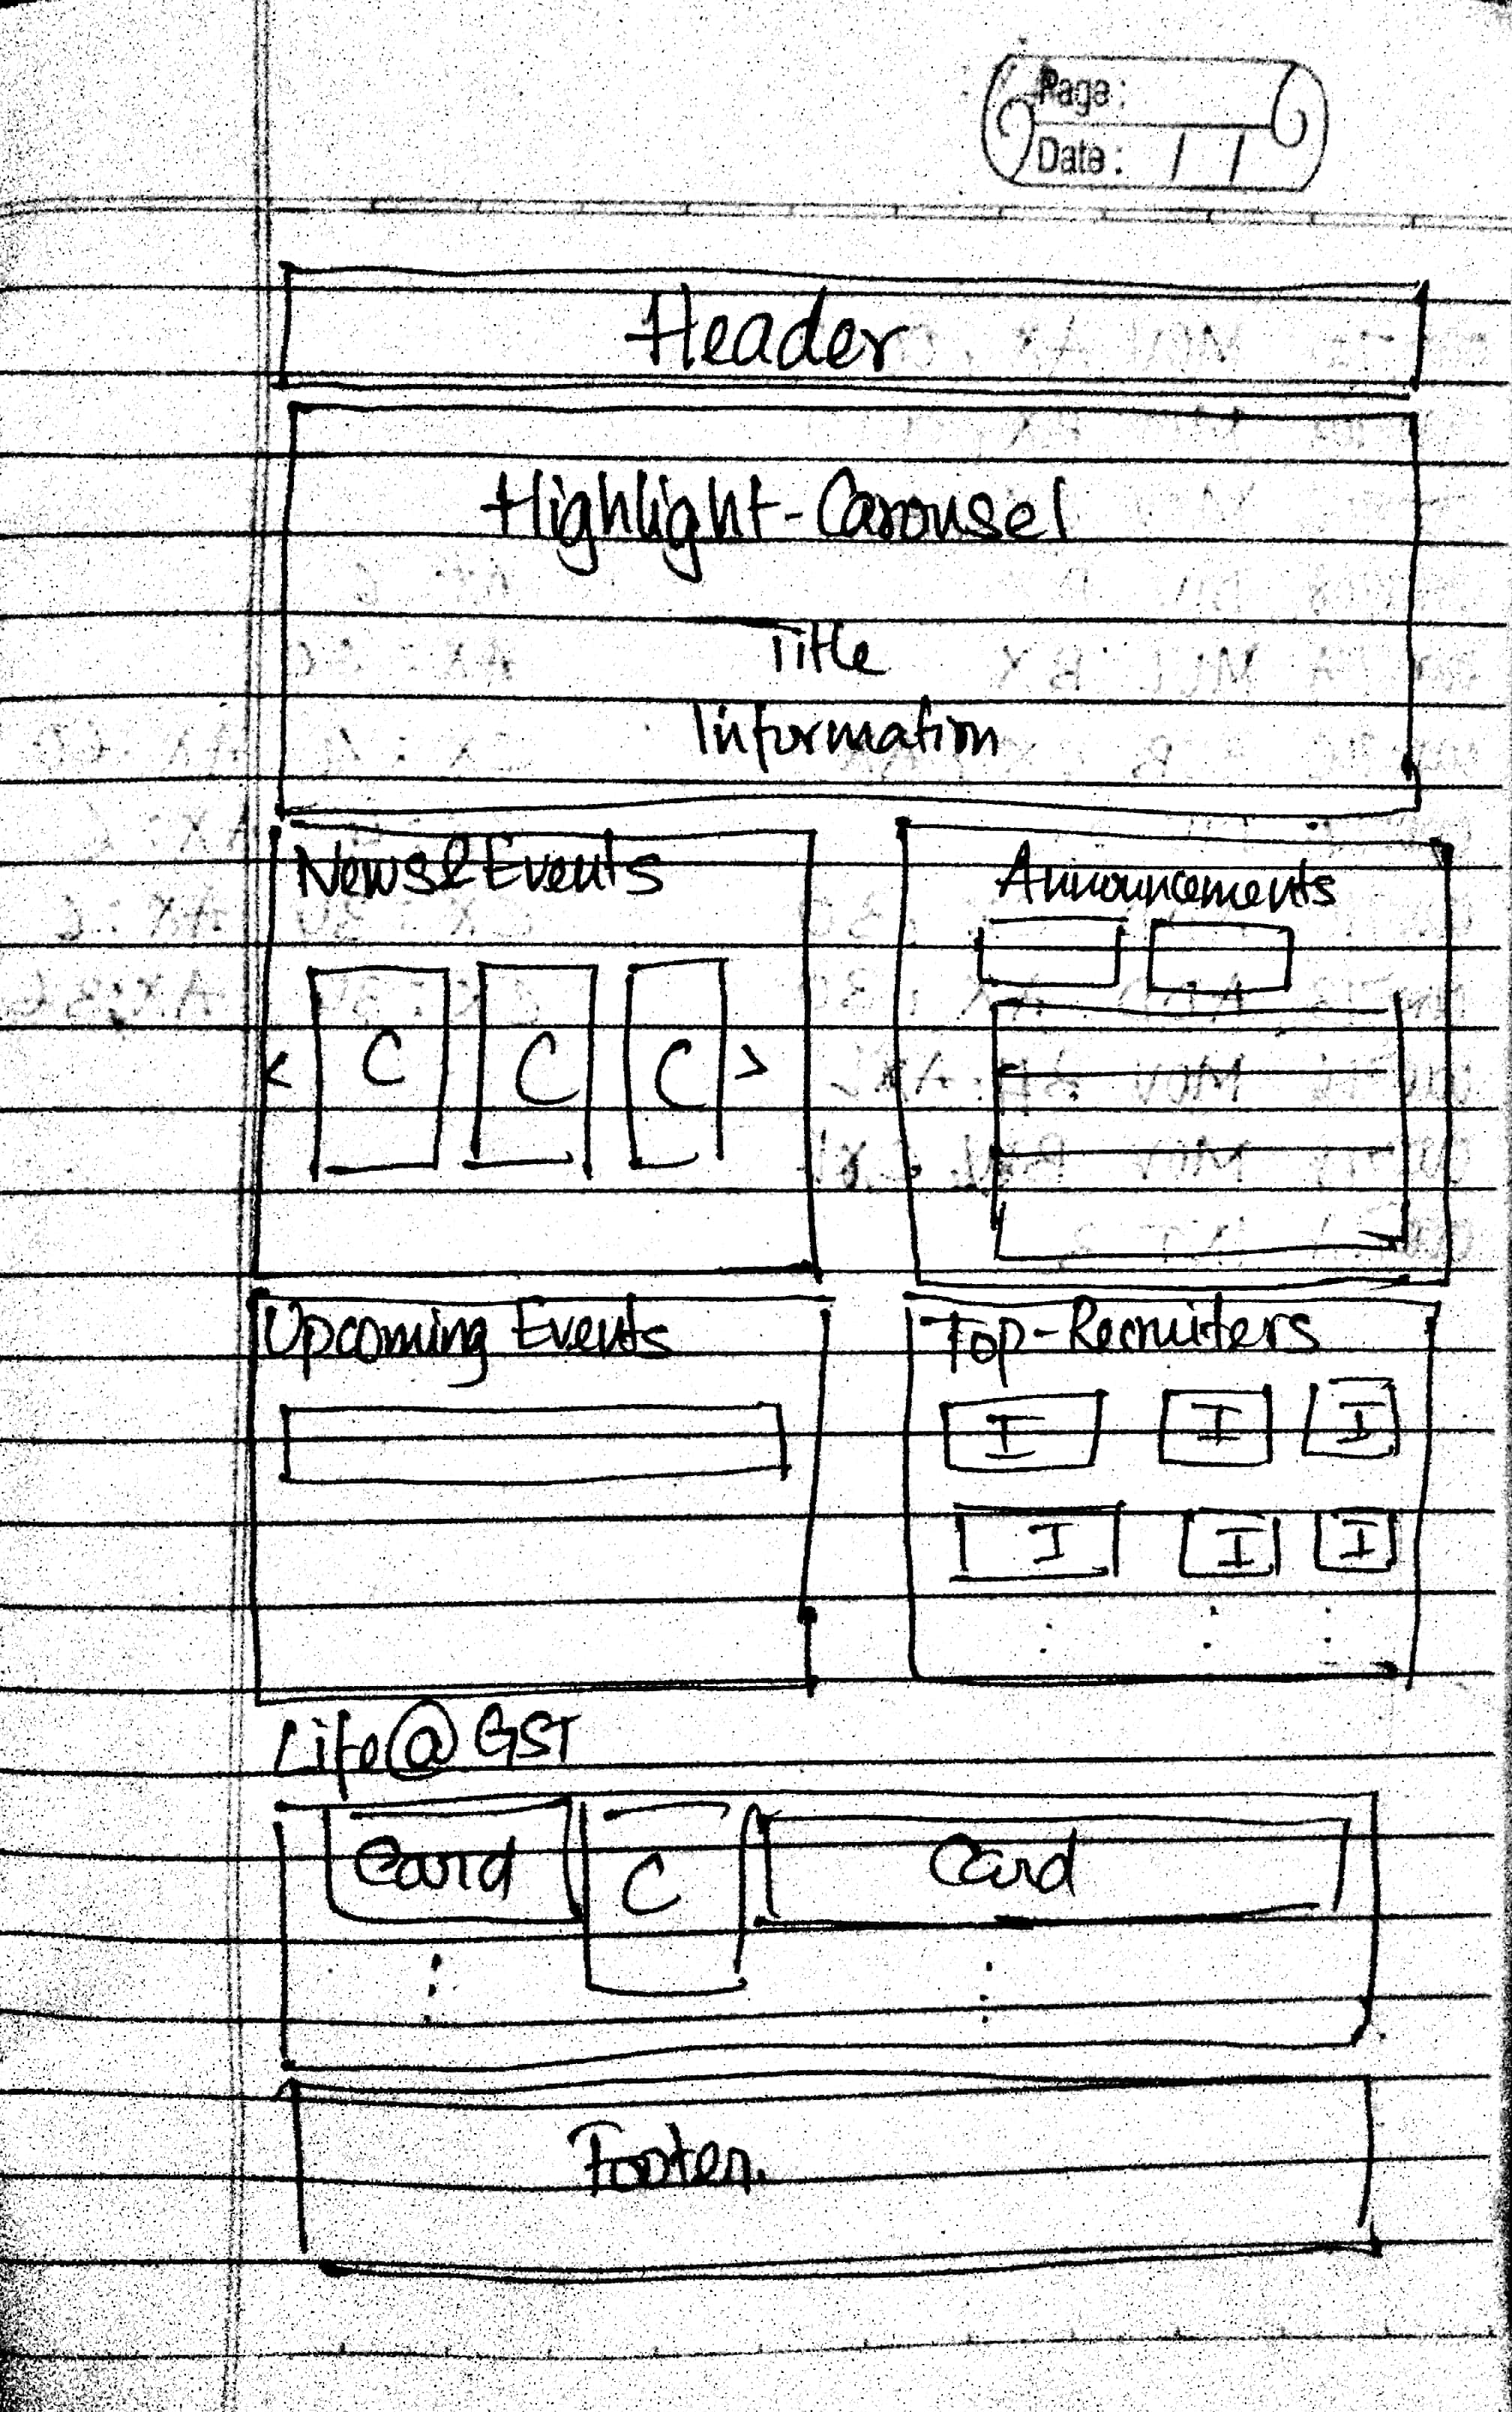 Page:
Date: / /
Header
Highlight-Carousel
Title
Information
News&Events
Announcements
< C C C >
Upcoming Events
Top-Recruiters
I I I
I I I
Life@GST
Card C Card
Footer.